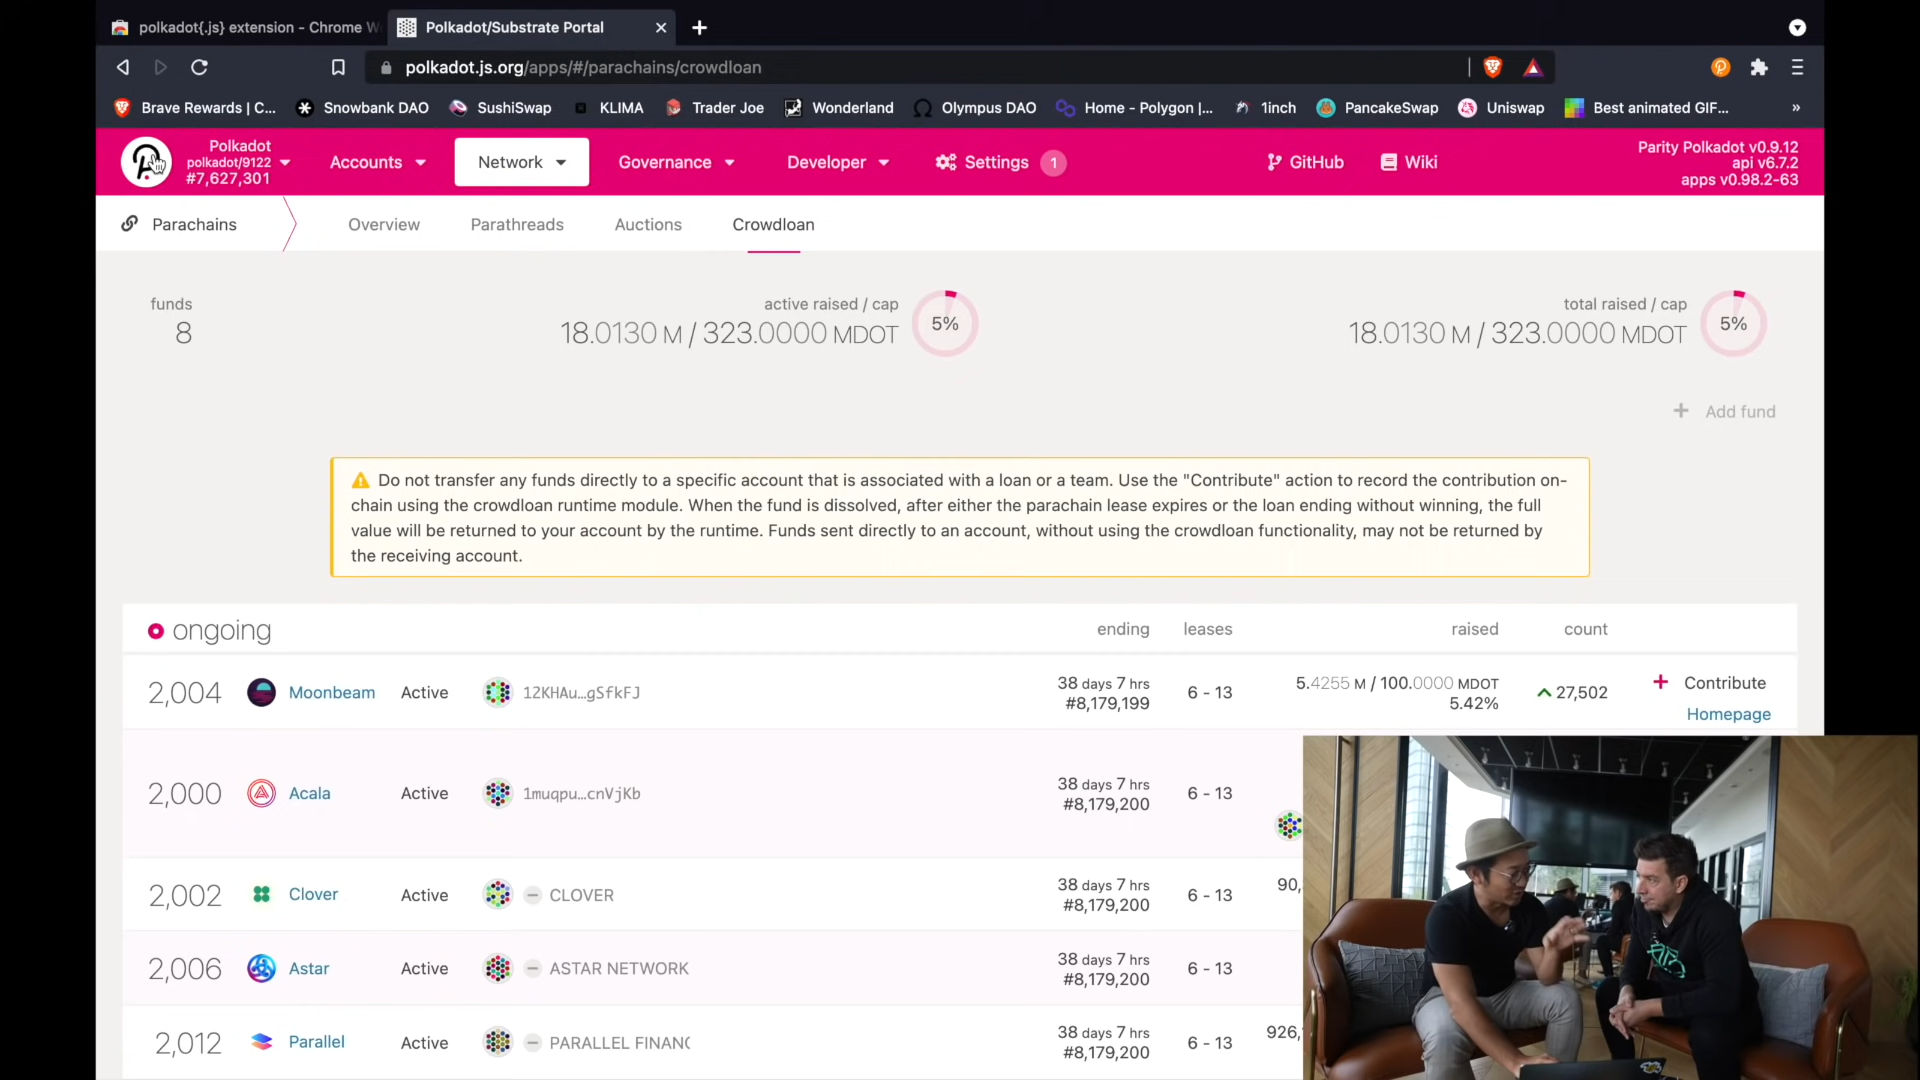 polkadot{.js} extension - Chrome W
Polkadot/Substrate Portal
polkadot.js.org/apps/#/parachains/crowdloan
Brave Rewards | C...
Snowbank DAO
SushiSwap
KLIMA
Trader Joe
Wonderland
Olympus DAO
Home - Polygon |...
1inch
PancakeSwap
Uniswap
Best animated GIF...
»
Polkadot
polkadot/9122
#7,627,301
Accounts
Network
Governance
Developer
Settings 1
GitHub
Wiki
Parity Polkadot v0.9.12
api v6.7.2
apps v0.98.2-63
Parachains
Overview
Parathreads
Auctions
Crowdloan
funds
8
active raised / cap
18.0130 M / 323.0000 MDOT
5%
total raised / cap
18.0130 M / 323.0000 MDOT
5%
+ Add fund
Do not transfer any funds directly to a specific account that is associated with a loan or a team. Use the "Contribute" action to record the contribution on-
chain using the crowdloan runtime module. When the fund is dissolved, after either the parachain lease expires or the loan ending without winning, the full
value will be returned to your account by the runtime. Funds sent directly to an account, without using the crowdloan functionality, may not be returned by
the receiving account.
ongoing ending leases raised count
2,004 Moonbeam Active 12KHAu...gSfkFJ 38 days 7 hrs 6 - 13 5.4255 M / 100.0000 MDOT 27,502 + Contribute
#8,179,199 5.42% Homepage
2,000 Acala Active 1muqpu...cnVjKb 38 days 7 hrs 6 - 13
#8,179,200
2,002 Clover Active CLOVER 38 days 7 hrs 6 - 13 90,
#8,179,200
2,006 Astar Active ASTAR NETWORK 38 days 7 hrs 6 - 13
#8,179,200
2,012 Parallel Active PARALLEL FINANC 38 days 7 hrs 6 - 13 926,
#8,179,200